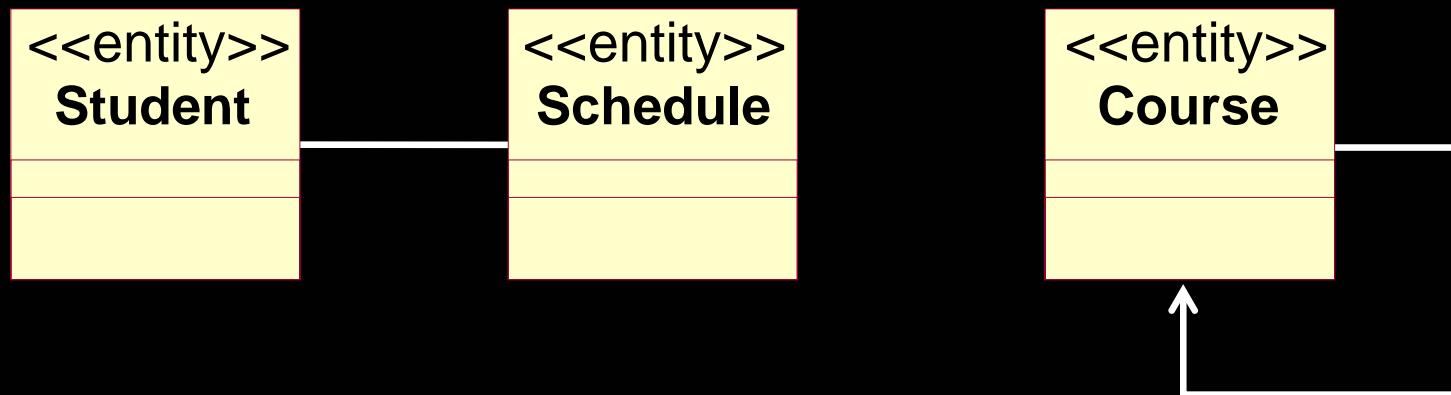 <<entity>>
Student
<<entity>>
Schedule
<<entity>>
Course